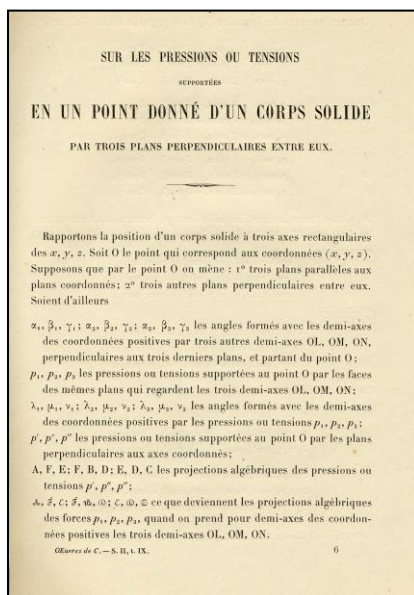 SUR LES PRESSIONS OU TENSIONS
SUPPORTÉES
EN UN POINT DONNÉ D'UN CORPS SOLIDE
PAR TROIS PLANS PERPENDICULAIRES ENTRE EUX.
Rapportons la position d'un corps solide à trois axes rectangulaires
des x, y, z. Soit O le point qui correspond aux coordonnées (x, y, z).
Supposons que par le point O on mène : 1° trois plans parallèles aux
plans coordonnés; 2° trois autres plans perpendiculaires entre eux.
Soient d'ailleurs
α₁, β₁, γ₁; α₂, β₂, γ₂; α₃, β₃, γ₃ les angles formés avec les demi-axes
des coordonnées positives par trois autres demi-axes OL, OM, ON,
perpendiculaires aux trois derniers plans, et partant du point O;
p₁, p₂, p₃ les pressions ou tensions supportées au point O par les faces
des mêmes plans qui regardent les trois demi-axes OL, OM, ON;
λ₁, μ₁, ν₁; λ₂, μ₂, ν₂; λ₃, μ₃, ν₃ les angles formés avec les demi-axes
des coordonnées positives par les pressions ou tensions p₁, p₂, p₃;
p', p'', p''' les pressions ou tensions supportées au point O par les plans
perpendiculaires aux axes coordonnés;
A, F, E; F, B, D; E, D, C les projections algébriques des pressions ou
tensions p', p'', p''';
𝒜, ℱ, ℰ; ℱ, ℬ, 𝒟; ℰ, 𝒟, 𝒞 ce que deviennent les projections algébriques
des forces p₁, p₂, p₃, quand on prend pour demi-axes des coordon-
nées positives les trois demi-axes OL, OM, ON.
Œuvres de C. — S. II, t. IX. 6